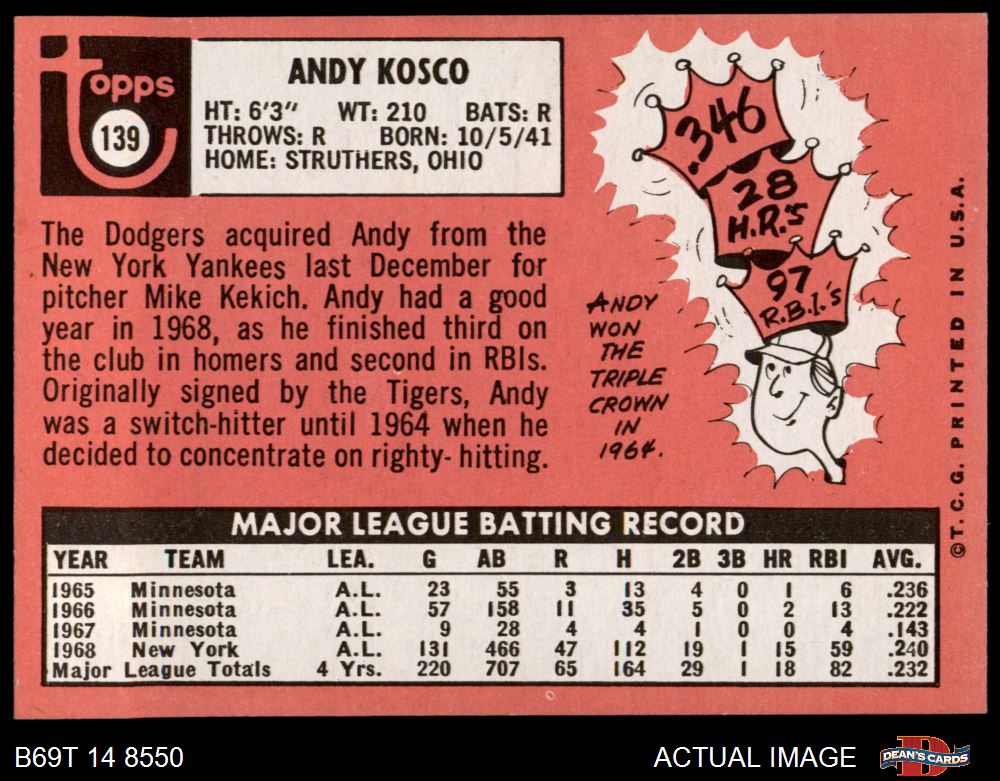 Topps
139
ANDY KOSCO
HT: 6'3" WT: 210 BATS: R
THROWS: R BORN: 10/5/41
HOME: STRUTHERS, OHIO
The Dodgers acquired Andy from the
New York Yankees last December for
pitcher Mike Kekich. Andy had a good
year in 1968, as he finished third on
the club in homers and second in RBIs.
Originally signed by the Tigers, Andy
was a switch-hitter until 1964 when he
decided to concentrate on righty- hitting.
.346
28
H.R.'S
97
R.B.I.'s
ANDY
WON
THE
TRIPLE
CROWN
IN
1964.
©T.C.G. PRINTED IN U.S.A.
MAJOR LEAGUE BATTING RECORD
YEAR TEAM LEA. G AB R H 2B 3B HR RBI AVG.
1965 Minnesota A.L. 23 55 3 13 4 0 1 6 .236
1966 Minnesota A.L. 57 158 11 35 5 0 2 13 .222
1967 Minnesota A.L. 9 28 4 4 1 0 0 4 .143
1968 New York A.L. 131 466 47 112 19 1 15 59 .240
Major League Totals 4 Yrs. 220 707 65 164 29 1 18 82 .232
B69T 14 8550
ACTUAL IMAGE
DEAN'S CARDS